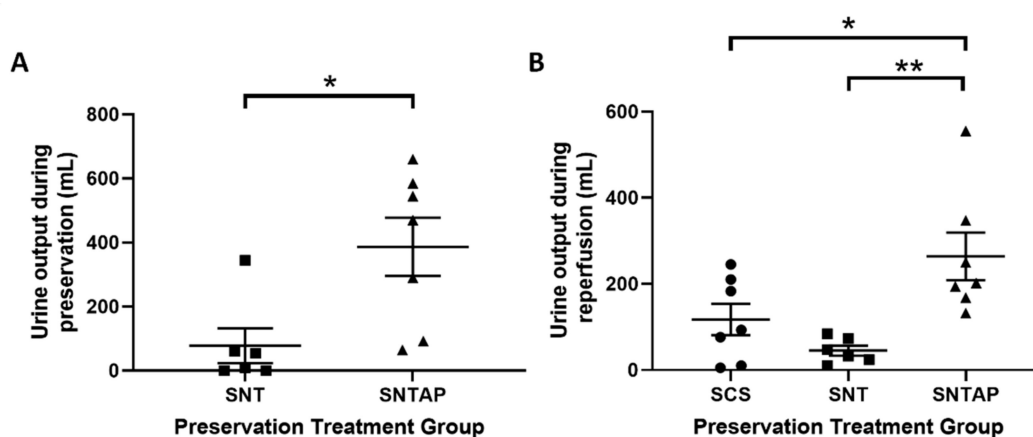 A
*
Urine output during
preservation (mL)
800
600
400
200
0
SNT
SNTAP
Preservation Treatment Group
B
*
**
Urine output during
reperfusion (mL)
600
400
200
0
SCS
SNT
SNTAP
Preservation Treatment Group